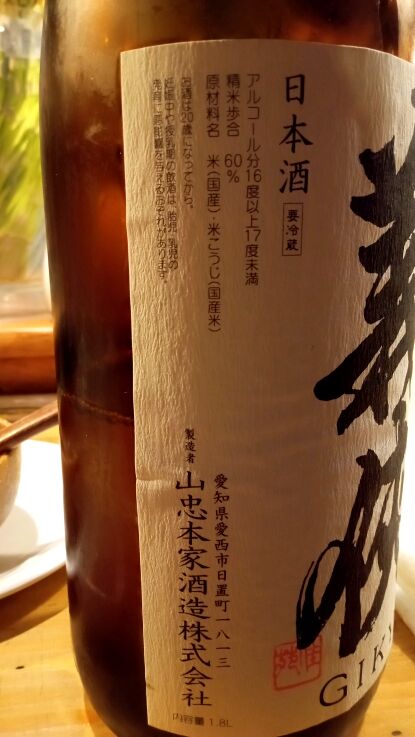 日本酒
要冷蔵
アルコール分16度以上17度未満
精米歩合 60%
原材料名 米(国産)・米こうじ(国産米)
お酒は20歳になってから。
妊娠中や授乳期の飲酒は、胎児・乳児の
発育に悪影響を与えるおそれがあります。
愛知県愛西市日置町一八一三
製造者
山忠本家酒造株式会社
内容量 1.8L
GIK